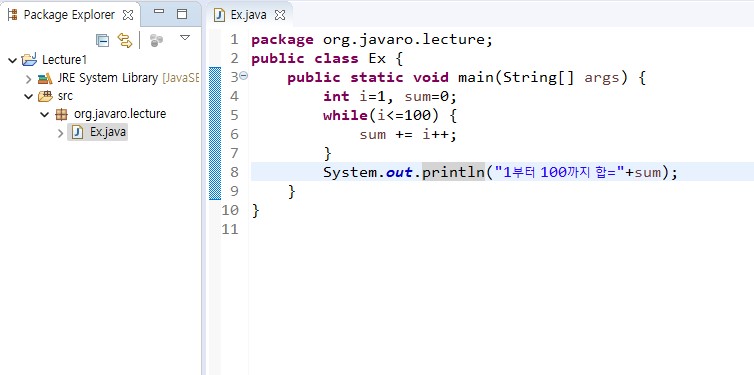 Package Explorer
Lecture1
JRE System Library [JavaSE
src
org.javaro.lecture
Ex.java
Ex.java
1 package org.javaro.lecture;
2 public class Ex {
3 public static void main(String[] args) {
4 int i=1, sum=0;
5 while(i<=100) {
6 sum += i++;
7 }
8 System.out.println("1부터 100까지 합="+sum);
9 }
10 }
11